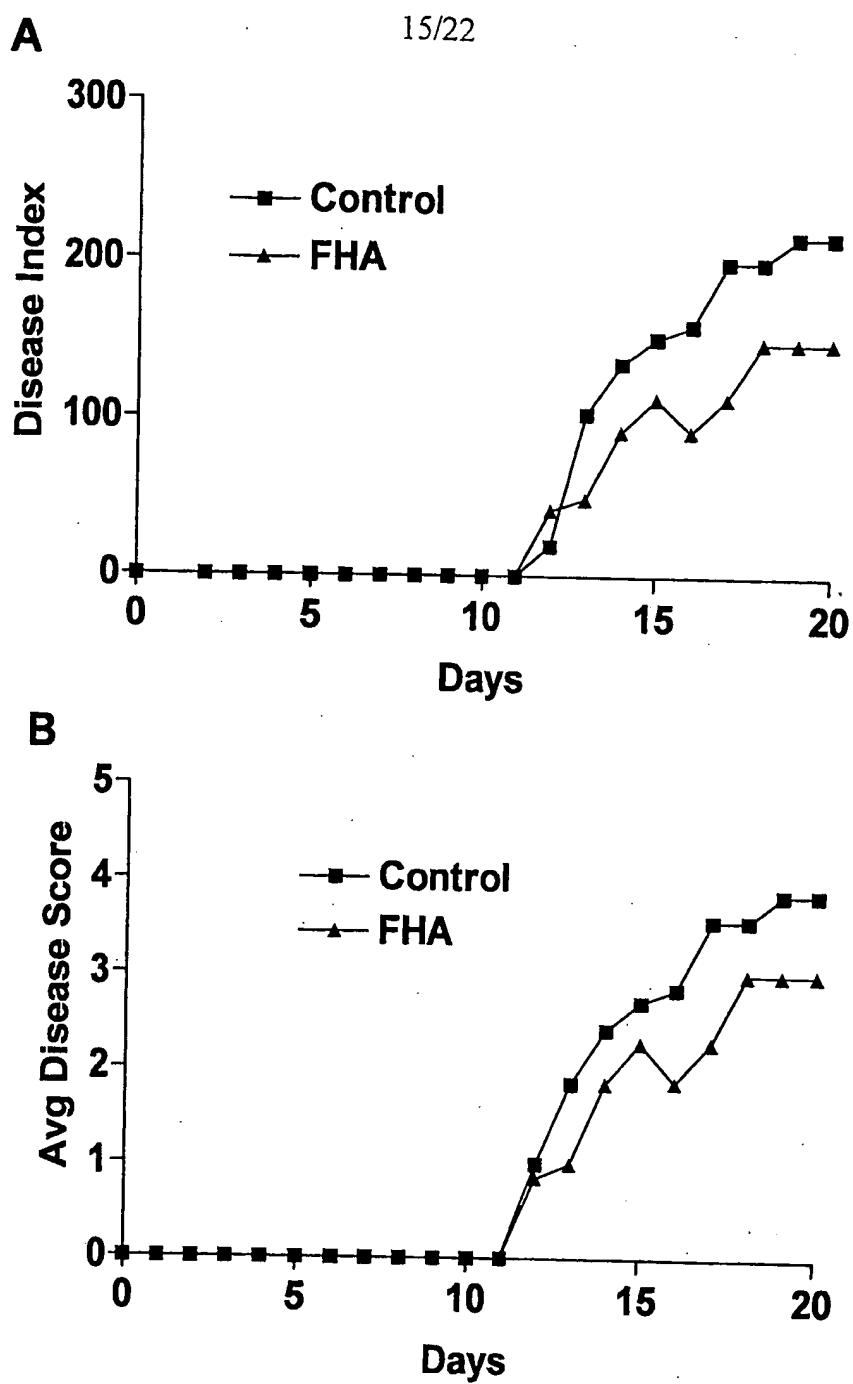 15/22
A
300
200
100
0
Disease Index
Control
FHA
0 5 10 15 20
Days
B
5
4
3
2
1
0
Avg Disease Score
Control
FHA
0 5 10 15 20
Days